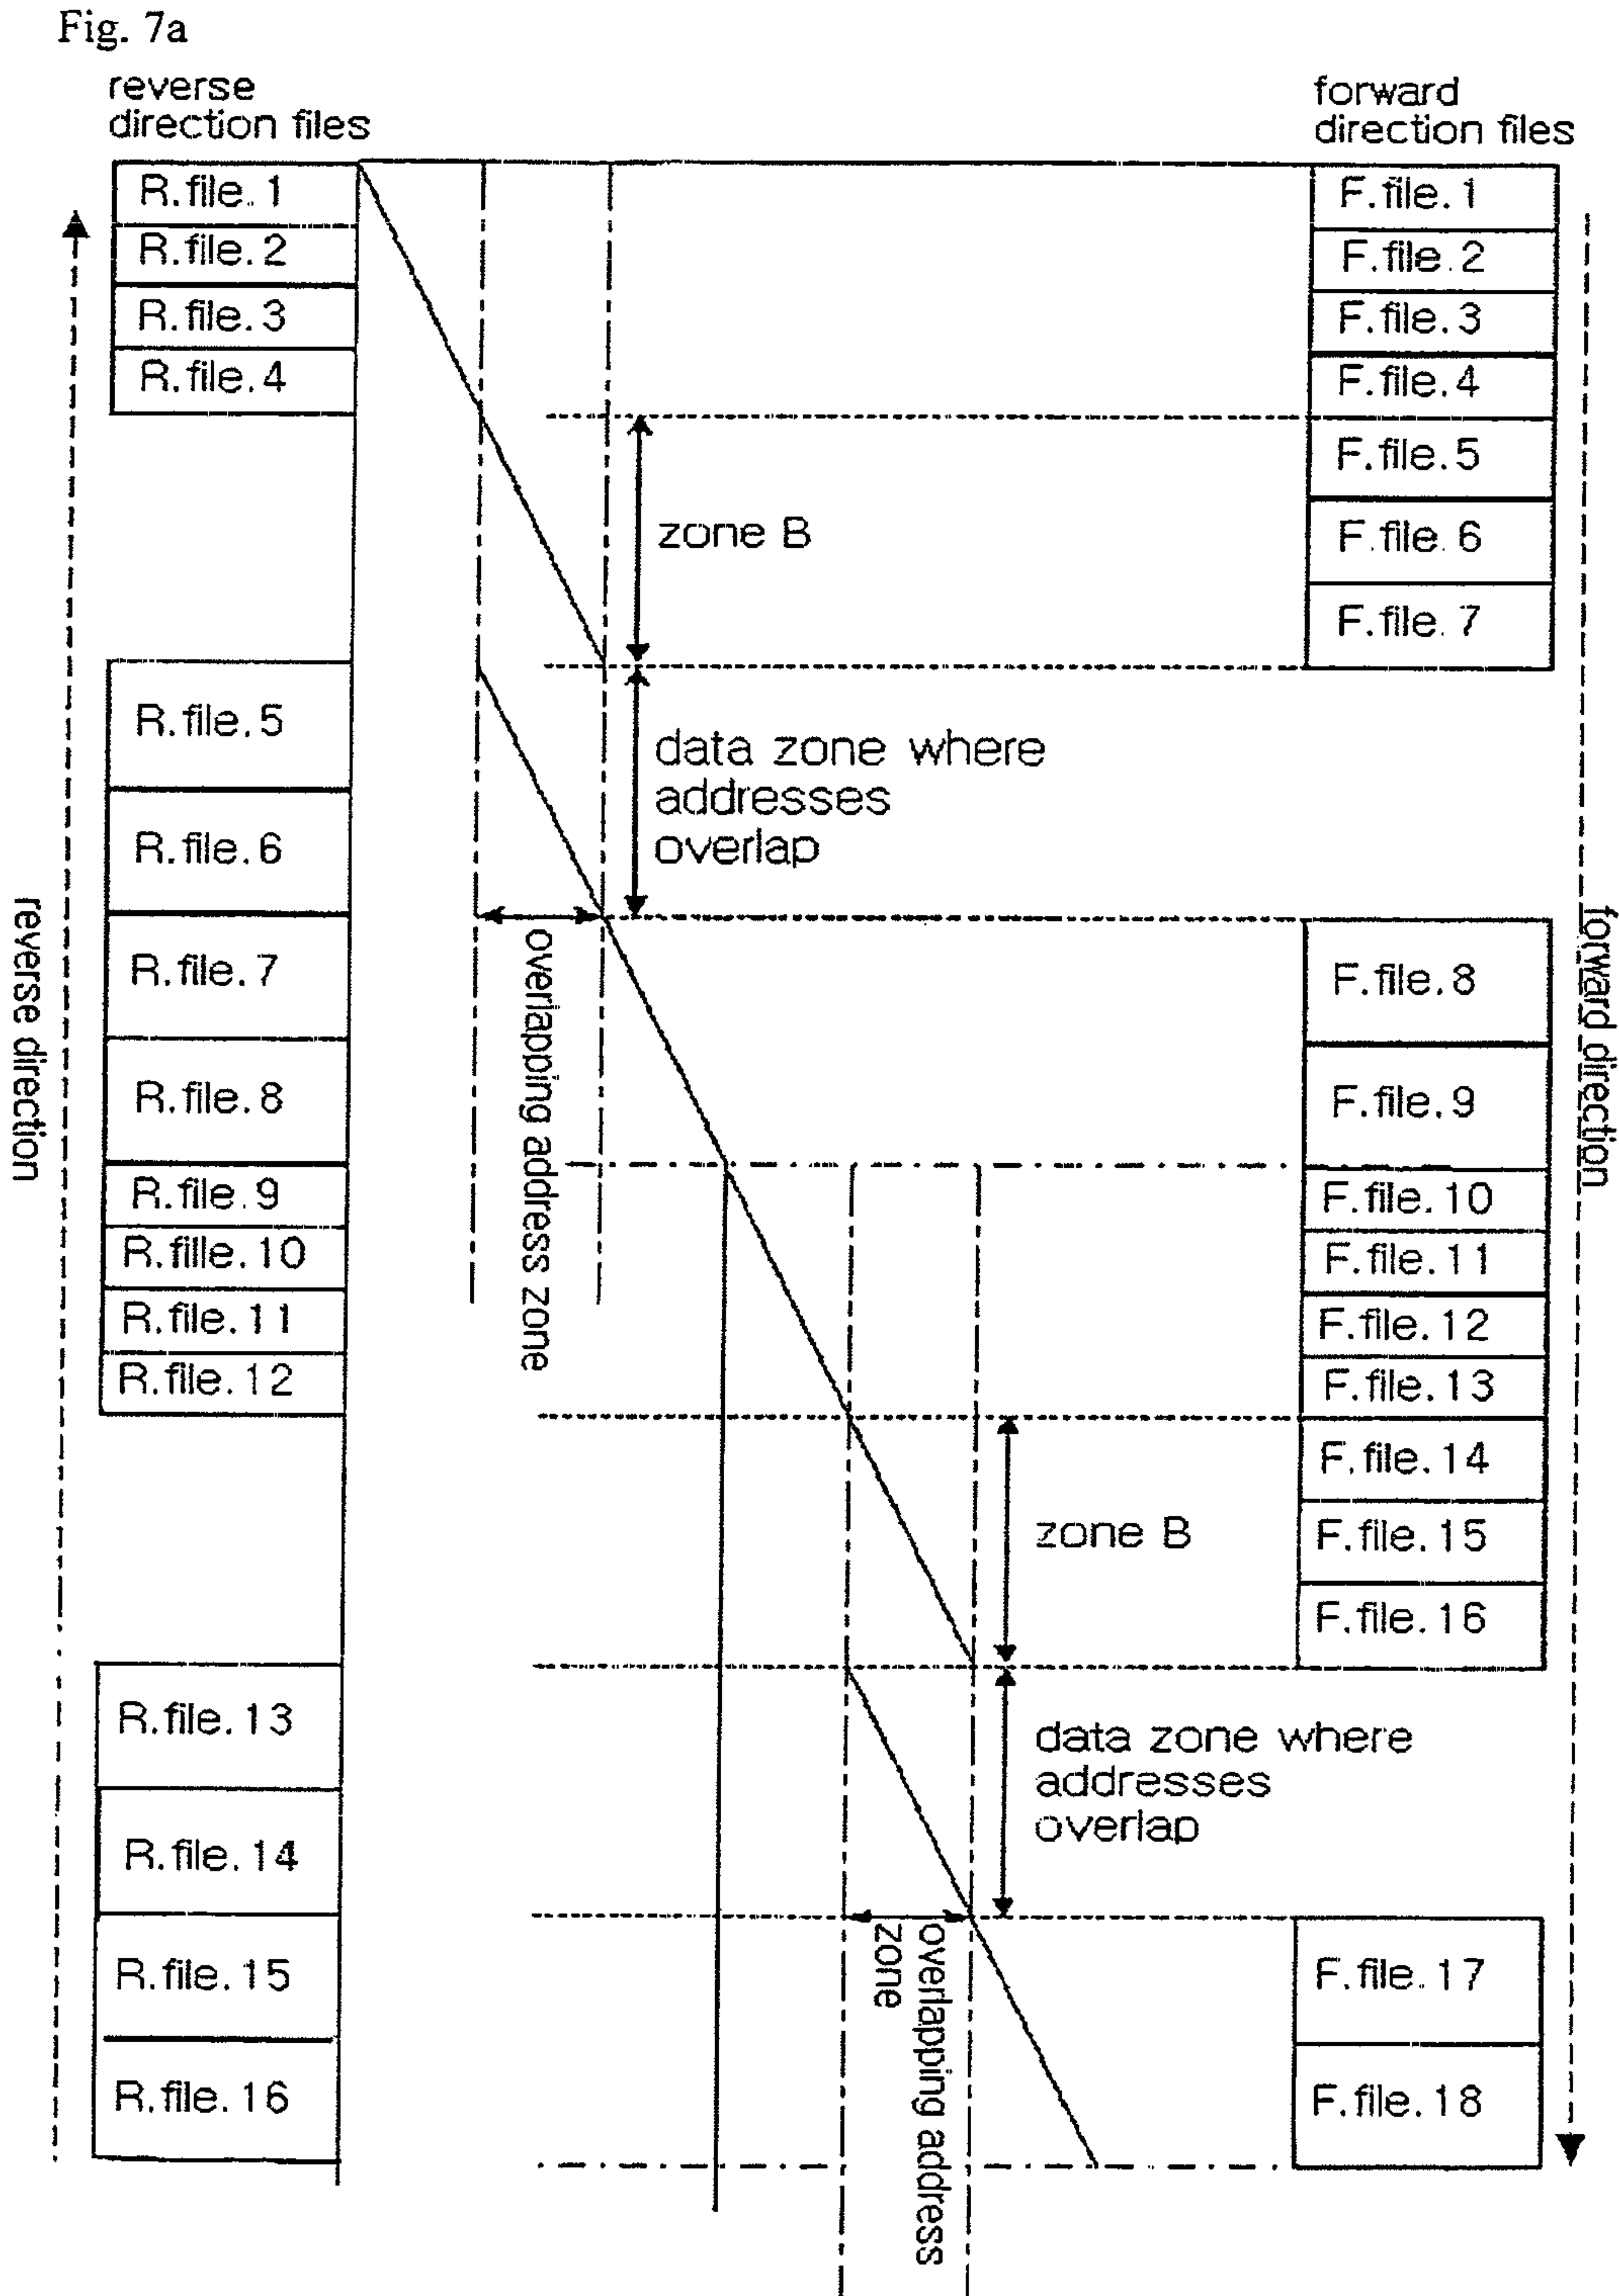 Fig. 7a
reverse
direction files
forward
direction files
R.file.1
R.file.2
R.file.3
R.file.4
F.file.1
F.file.2
F.file.3
F.file.4
F.file.5
F.file.6
F.file.7
zone B
R.file.5
R.file.6
R.file.7
R.file.8
R.file.9
R.fille.10
R.file.11
R.file.12
data zone where
addresses
overlap
overlapping address zone
reverse direction
forward direction
F.file.8
F.file.9
F.file.10
F.file.11
F.file.12
F.file.13
F.file.14
F.file.15
F.file.16
zone B
R.file.13
R.file.14
R.file.15
R.file.16
data zone where
addresses
overlap
overlapping address
zone
F.file.17
F.file.18